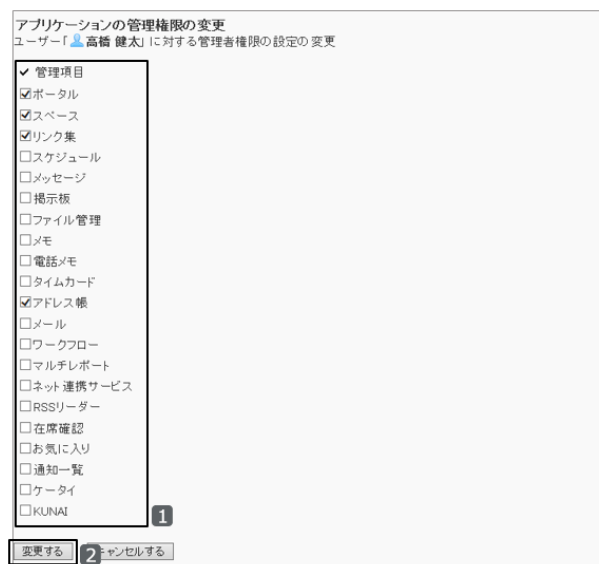 アプリケーションの管理権限の変更
ユーザー「高橋 健太」に対する管理者権限の設定の変更
管理項目
ポータル
スペース
リンク集
スケジュール
メッセージ
掲示板
ファイル管理
メモ
電話メモ
タイムカード
アドレス帳
メール
ワークフロー
マルチレポート
ネット連携サービス
RSSリーダー
在席確認
お気に入り
通知一覧
ケータイ
KUNAI
1
変更する 2 キャンセルする